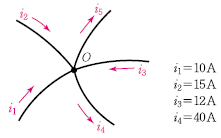 i₂
i₅
O
i₃
i₁
i₄
i₁=10A
i₂=15A
i₃=12A
i₄=40A